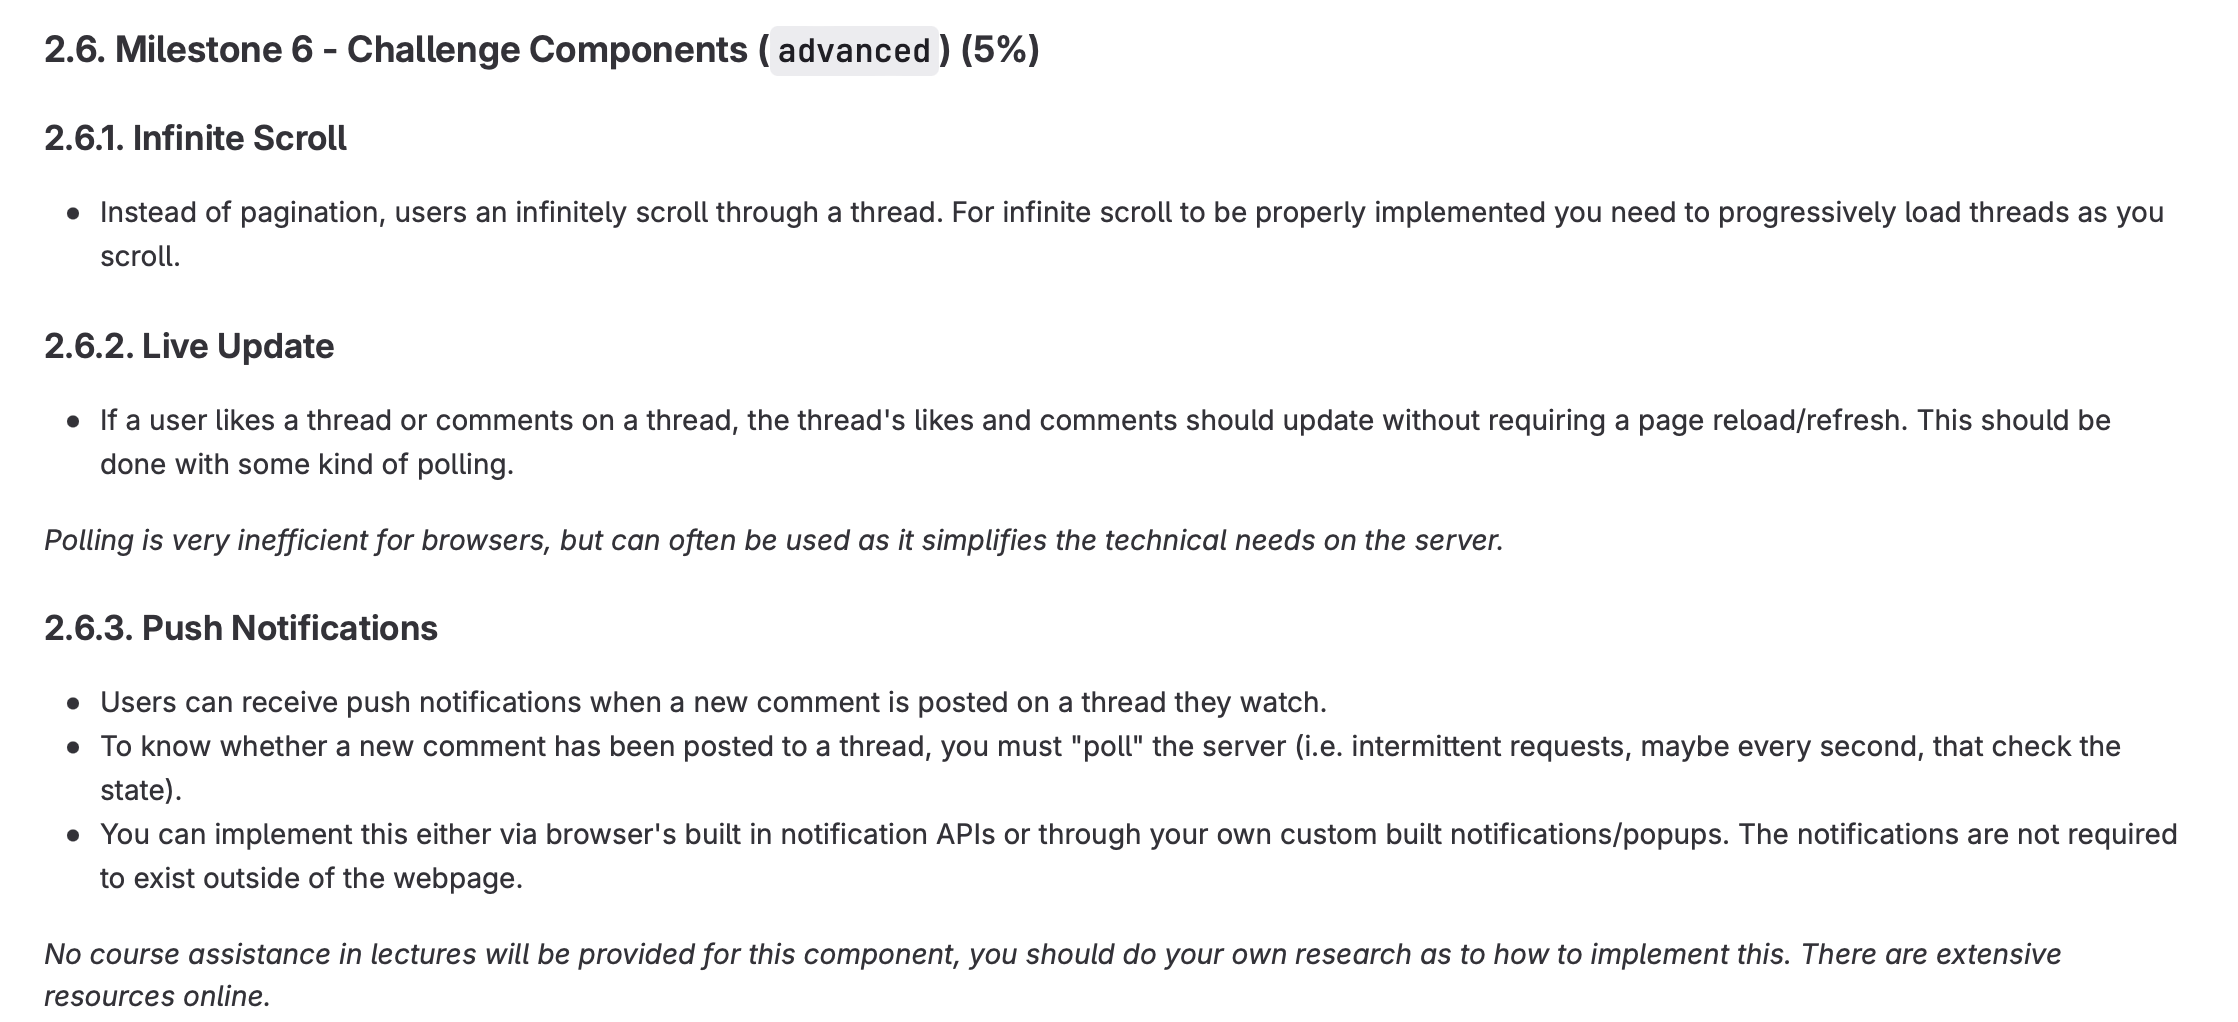 2.6. Milestone 6 - Challenge Components (advanced) (5%)
2.6.1. Infinite Scroll
• Instead of pagination, users an infinitely scroll through a thread. For infinite scroll to be properly implemented you need to progressively load threads as you
scroll.
2.6.2. Live Update
• If a user likes a thread or comments on a thread, the thread's likes and comments should update without requiring a page reload/refresh. This should be
done with some kind of polling.
Polling is very inefficient for browsers, but can often be used as it simplifies the technical needs on the server.
2.6.3. Push Notifications
• Users can receive push notifications when a new comment is posted on a thread they watch.
• To know whether a new comment has been posted to a thread, you must "poll" the server (i.e. intermittent requests, maybe every second, that check the
state).
• You can implement this either via browser's built in notification APIs or through your own custom built notifications/popups. The notifications are not required
to exist outside of the webpage.
No course assistance in lectures will be provided for this component, you should do your own research as to how to implement this. There are extensive
resources online.